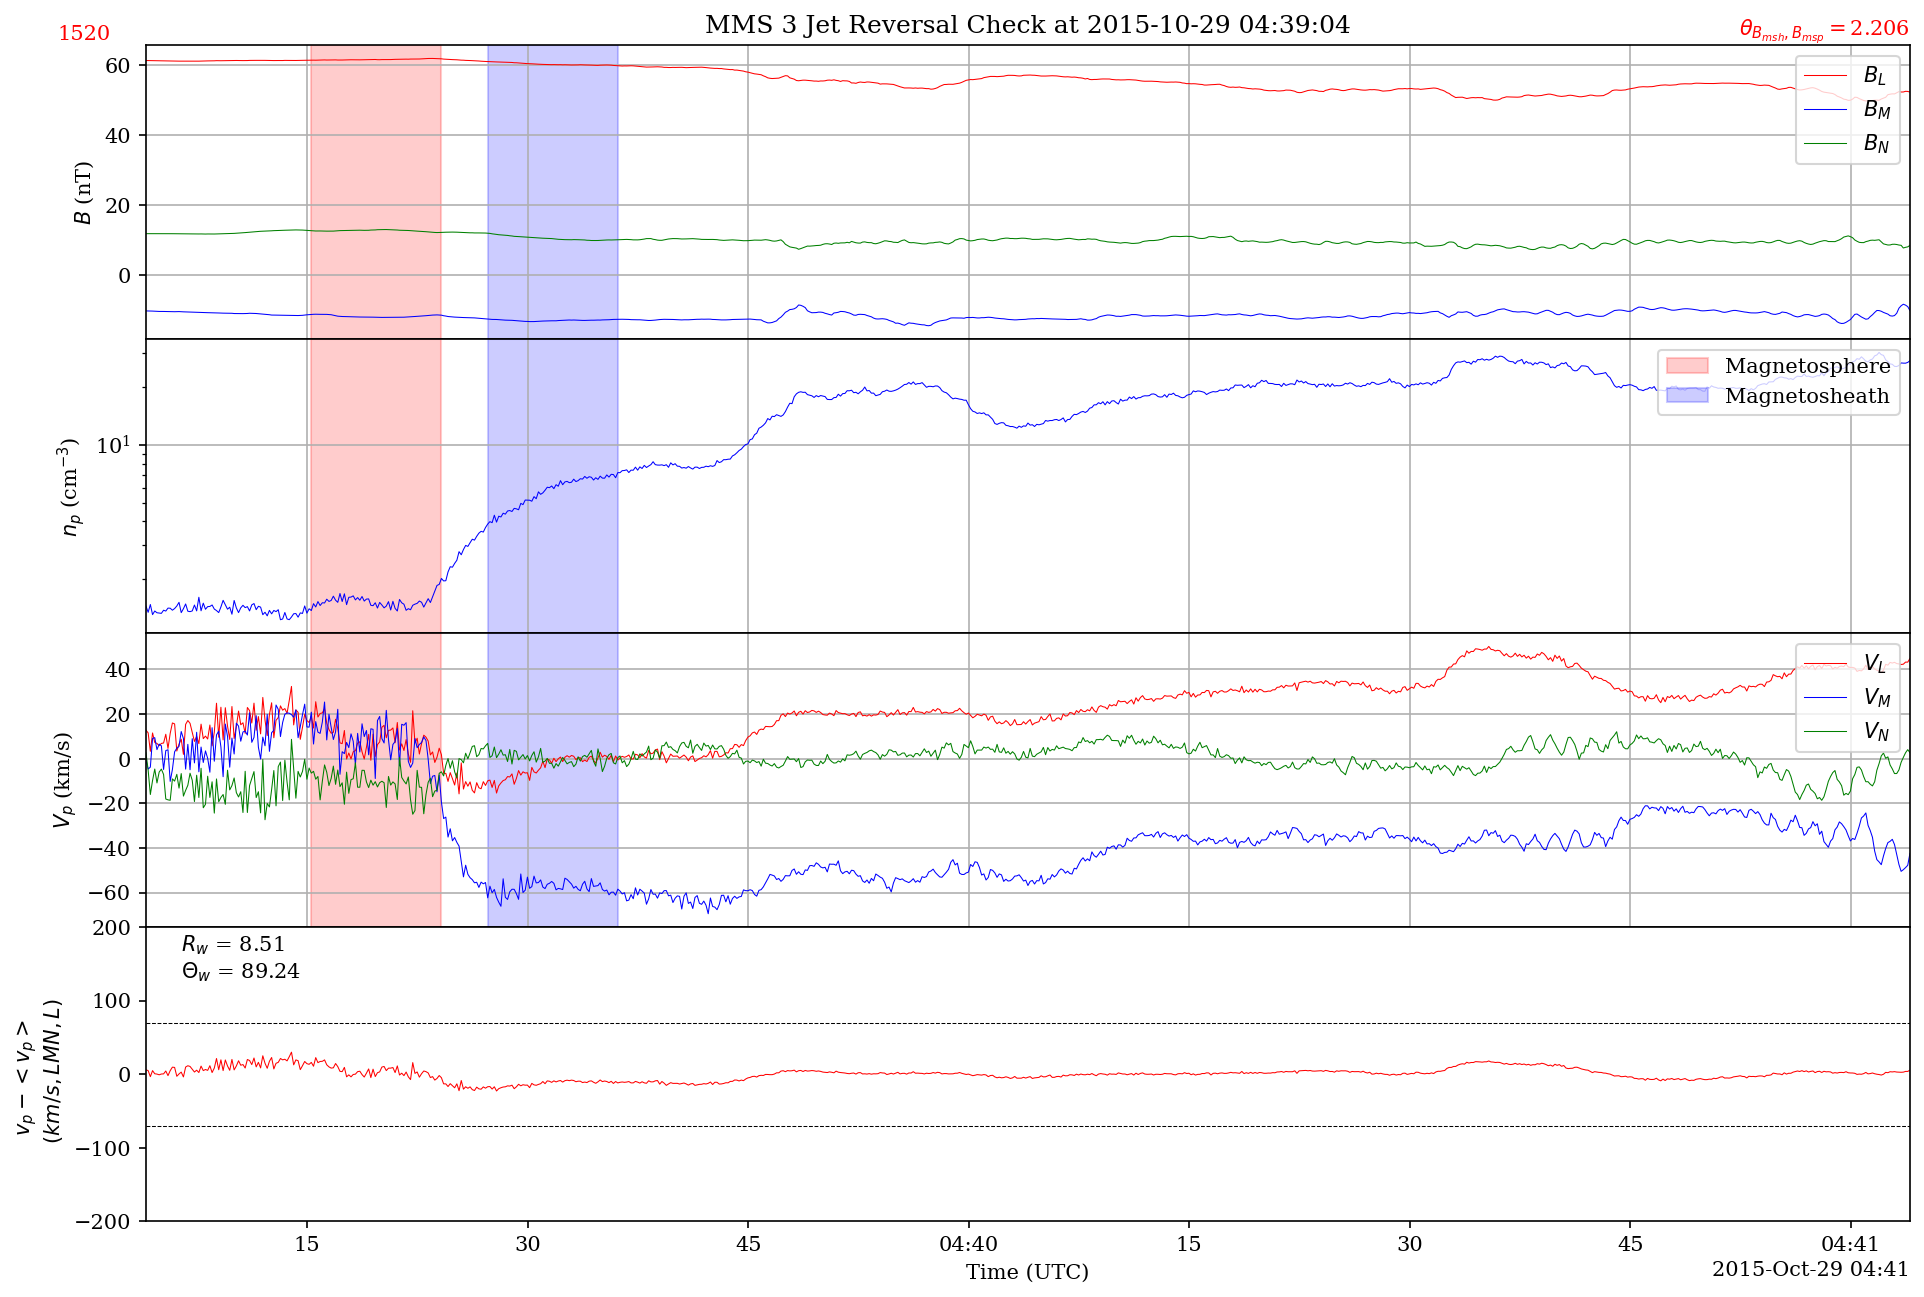 MMS 3 Jet Reversal Check at 2015-10-29 04:39:04
1520
θ_{B_{msh}, B_{msp}} = 2.206
60
40
20
0
B (nT)
B_L
B_M
B_N
10^1
n_p (cm^{-3})
Magnetosphere
Magnetosheath
40
20
0
−20
−40
−60
V_p (km/s)
V_L
V_M
V_N
200
100
0
−100
−200
v_p − < v_p >
(km/s, LMN, L)
R_w = 8.51
Θ_w = 89.24
15 30 45 04:40 15 30 45 04:41
Time (UTC)
2015-Oct-29 04:41